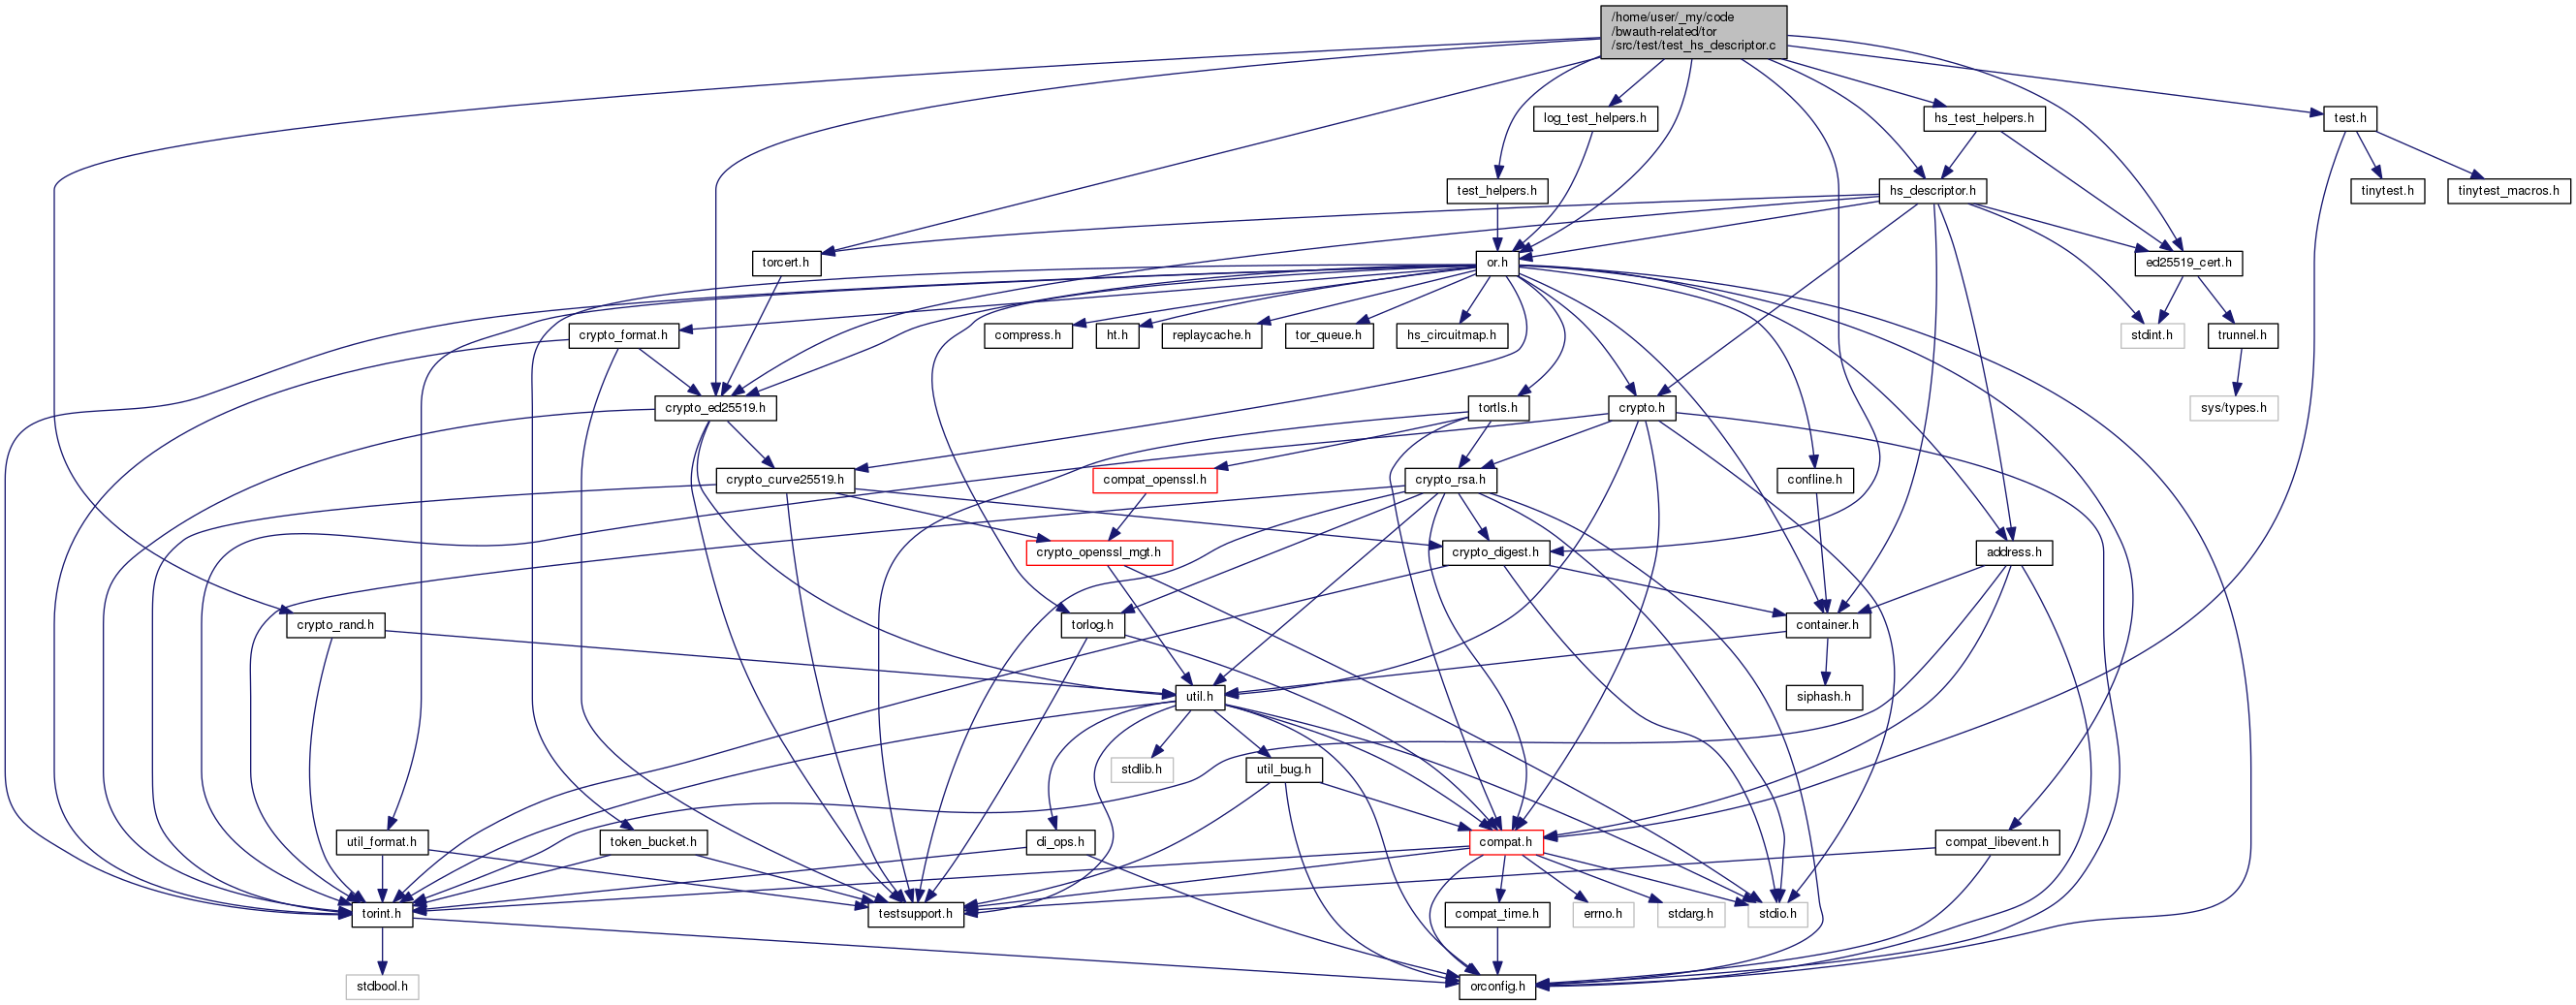 /home/user/_my/code
/bwauth-related/tor
/src/test/test_hs_descriptor.c
log_test_helpers.h
hs_test_helpers.h
test.h
test_helpers.h
hs_descriptor.h
tinytest.h
tinytest_macros.h
torcert.h
or.h
ed25519_cert.h
crypto_format.h
compress.h
ht.h
replaycache.h
tor_queue.h
hs_circuitmap.h
stdint.h
trunnel.h
crypto_ed25519.h
tortls.h
crypto.h
sys/types.h
crypto_curve25519.h
compat_openssl.h
crypto_rsa.h
confline.h
crypto_openssl_mgt.h
crypto_digest.h
address.h
crypto_rand.h
torlog.h
container.h
util.h
siphash.h
stdlib.h
util_bug.h
util_format.h
token_bucket.h
di_ops.h
compat.h
compat_libevent.h
torint.h
testsupport.h
compat_time.h
errno.h
stdarg.h
stdio.h
stdbool.h
orconfig.h